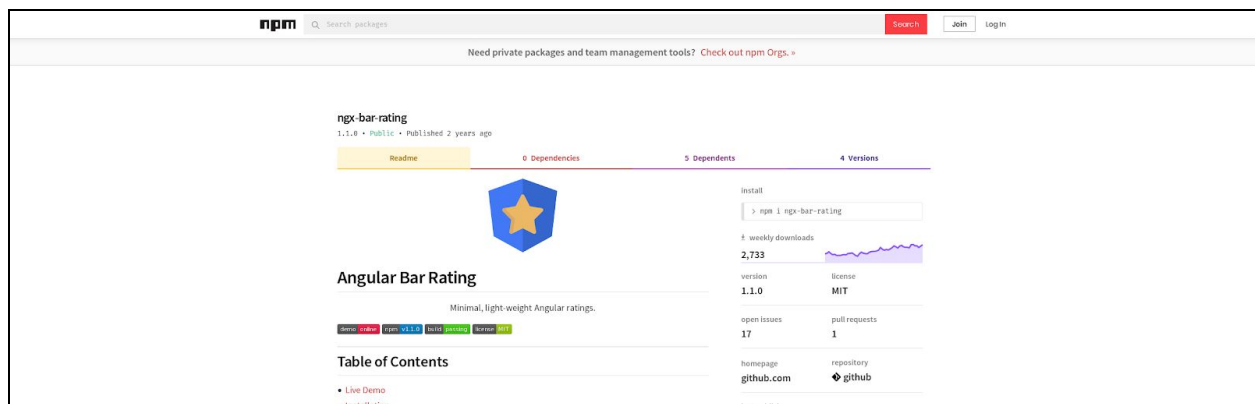 npm Search packages Search Join Log In
Need private packages and team management tools? Check out npm Orgs. »
ngx-bar-rating
1.1.0 • Public • Published 2 years ago
Readme 0 Dependencies 5 Dependents 4 Versions
install
> npm i ngx-bar-rating
weekly downloads
2,733
Angular Bar Rating
version license
1.1.0 MIT
Minimal, light-weight Angular ratings.
open issues pull requests
17 1
demo online npm v1.1.0 build passing license MIT
Table of Contents
homepage repository
github.com github
• Live Demo